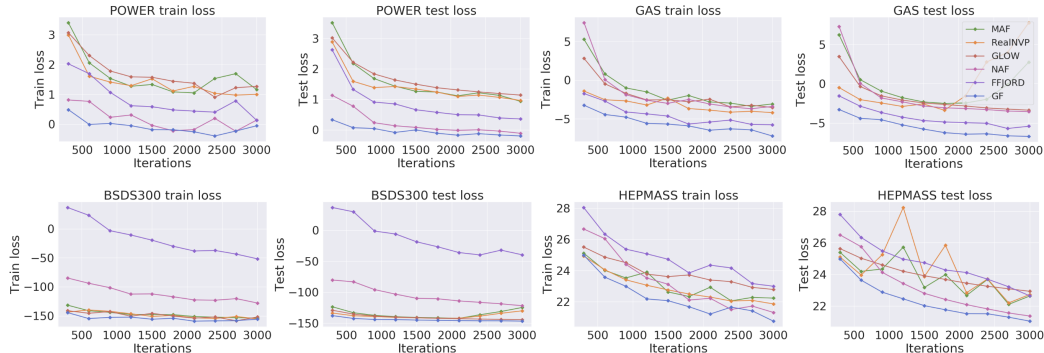 POWER train loss
POWER test loss
GAS train loss
GAS test loss
Train loss
3
2
1
0
500 1000 1500 2000 2500 3000
Iterations
Test loss
3
2
1
0
500 1000 1500 2000 2500 3000
Iterations
Train loss
5
0
−5
500 1000 1500 2000 2500 3000
Iterations
Test loss
5
0
−5
500 1000 1500 2000 2500 3000
Iterations
MAF
RealNVP
GLOW
NAF
FFJORD
GF
BSDS300 train loss
BSDS300 test loss
HEPMASS train loss
HEPMASS test loss
Train loss
0
−50
−100
−150
500 1000 1500 2000 2500 3000
Iterations
Test loss
0
−50
−100
−150
500 1000 1500 2000 2500 3000
Iterations
Train loss
28
26
24
22
500 1000 1500 2000 2500 3000
Iterations
Test loss
28
26
24
22
500 1000 1500 2000 2500 3000
Iterations